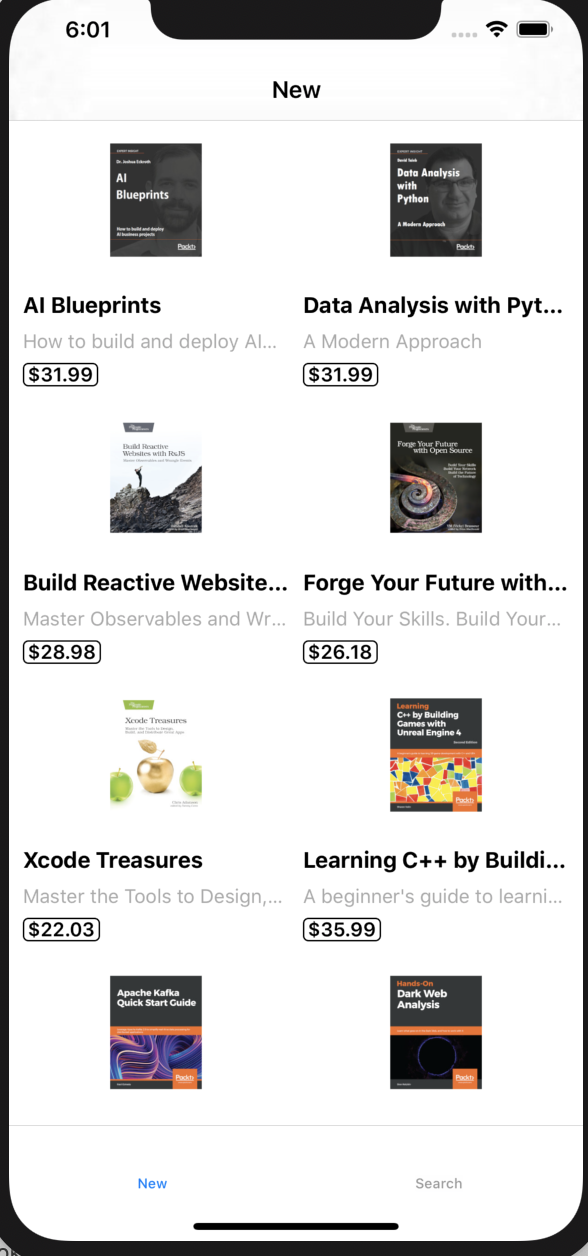 6:01
New
EXPERT INSIGHT
Dr. Joshua Eckroth
AI
Blueprints
How to build and deploy
AI business projects
Packt>
EXPERT INSIGHT
David Taieb
Data Analysis
with
Python
A Modern Approach
Packt>
AI Blueprints
How to build and deploy AI...
$31.99
Data Analysis with Pyt...
A Modern Approach
$31.99
Build Reactive
Websites with RxJS
Forge Your Future
with Open Source
Build Your Skills
Build Your Network
Build the Future
of Technology
Build Reactive Website...
Master Observables and Wr...
$28.98
Forge Your Future with...
Build Your Skills. Build Your...
$26.18
Xcode Treasures
Master the Tools to Design,
Build, and Distribute Great Apps
Learning
C++ by Building
Games with
Unreal Engine 4
Second Edition
Packt>
Xcode Treasures
Master the Tools to Design,...
$22.03
Learning C++ by Buildi...
A beginner's guide to learni...
$35.99
Apache Kafka
Quick Start Guide
Packt>
Hands-On
Dark Web
Analysis
Packt>
New
Search